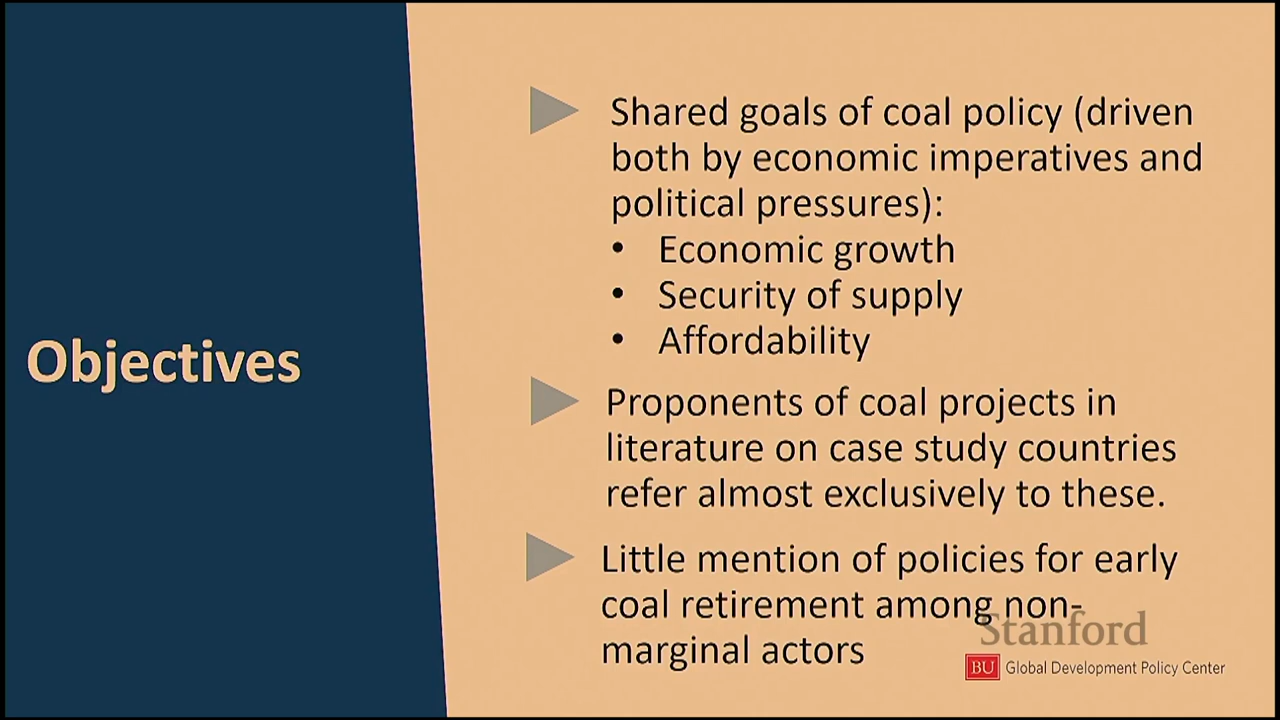 Objectives
Shared goals of coal policy (driven
both by economic imperatives and
political pressures):
• Economic growth
• Security of supply
• Affordability
Proponents of coal projects in
literature on case study countries
refer almost exclusively to these.
Little mention of policies for early
coal retirement among non-
marginal actors
Stanford
BU Global Development Policy Center